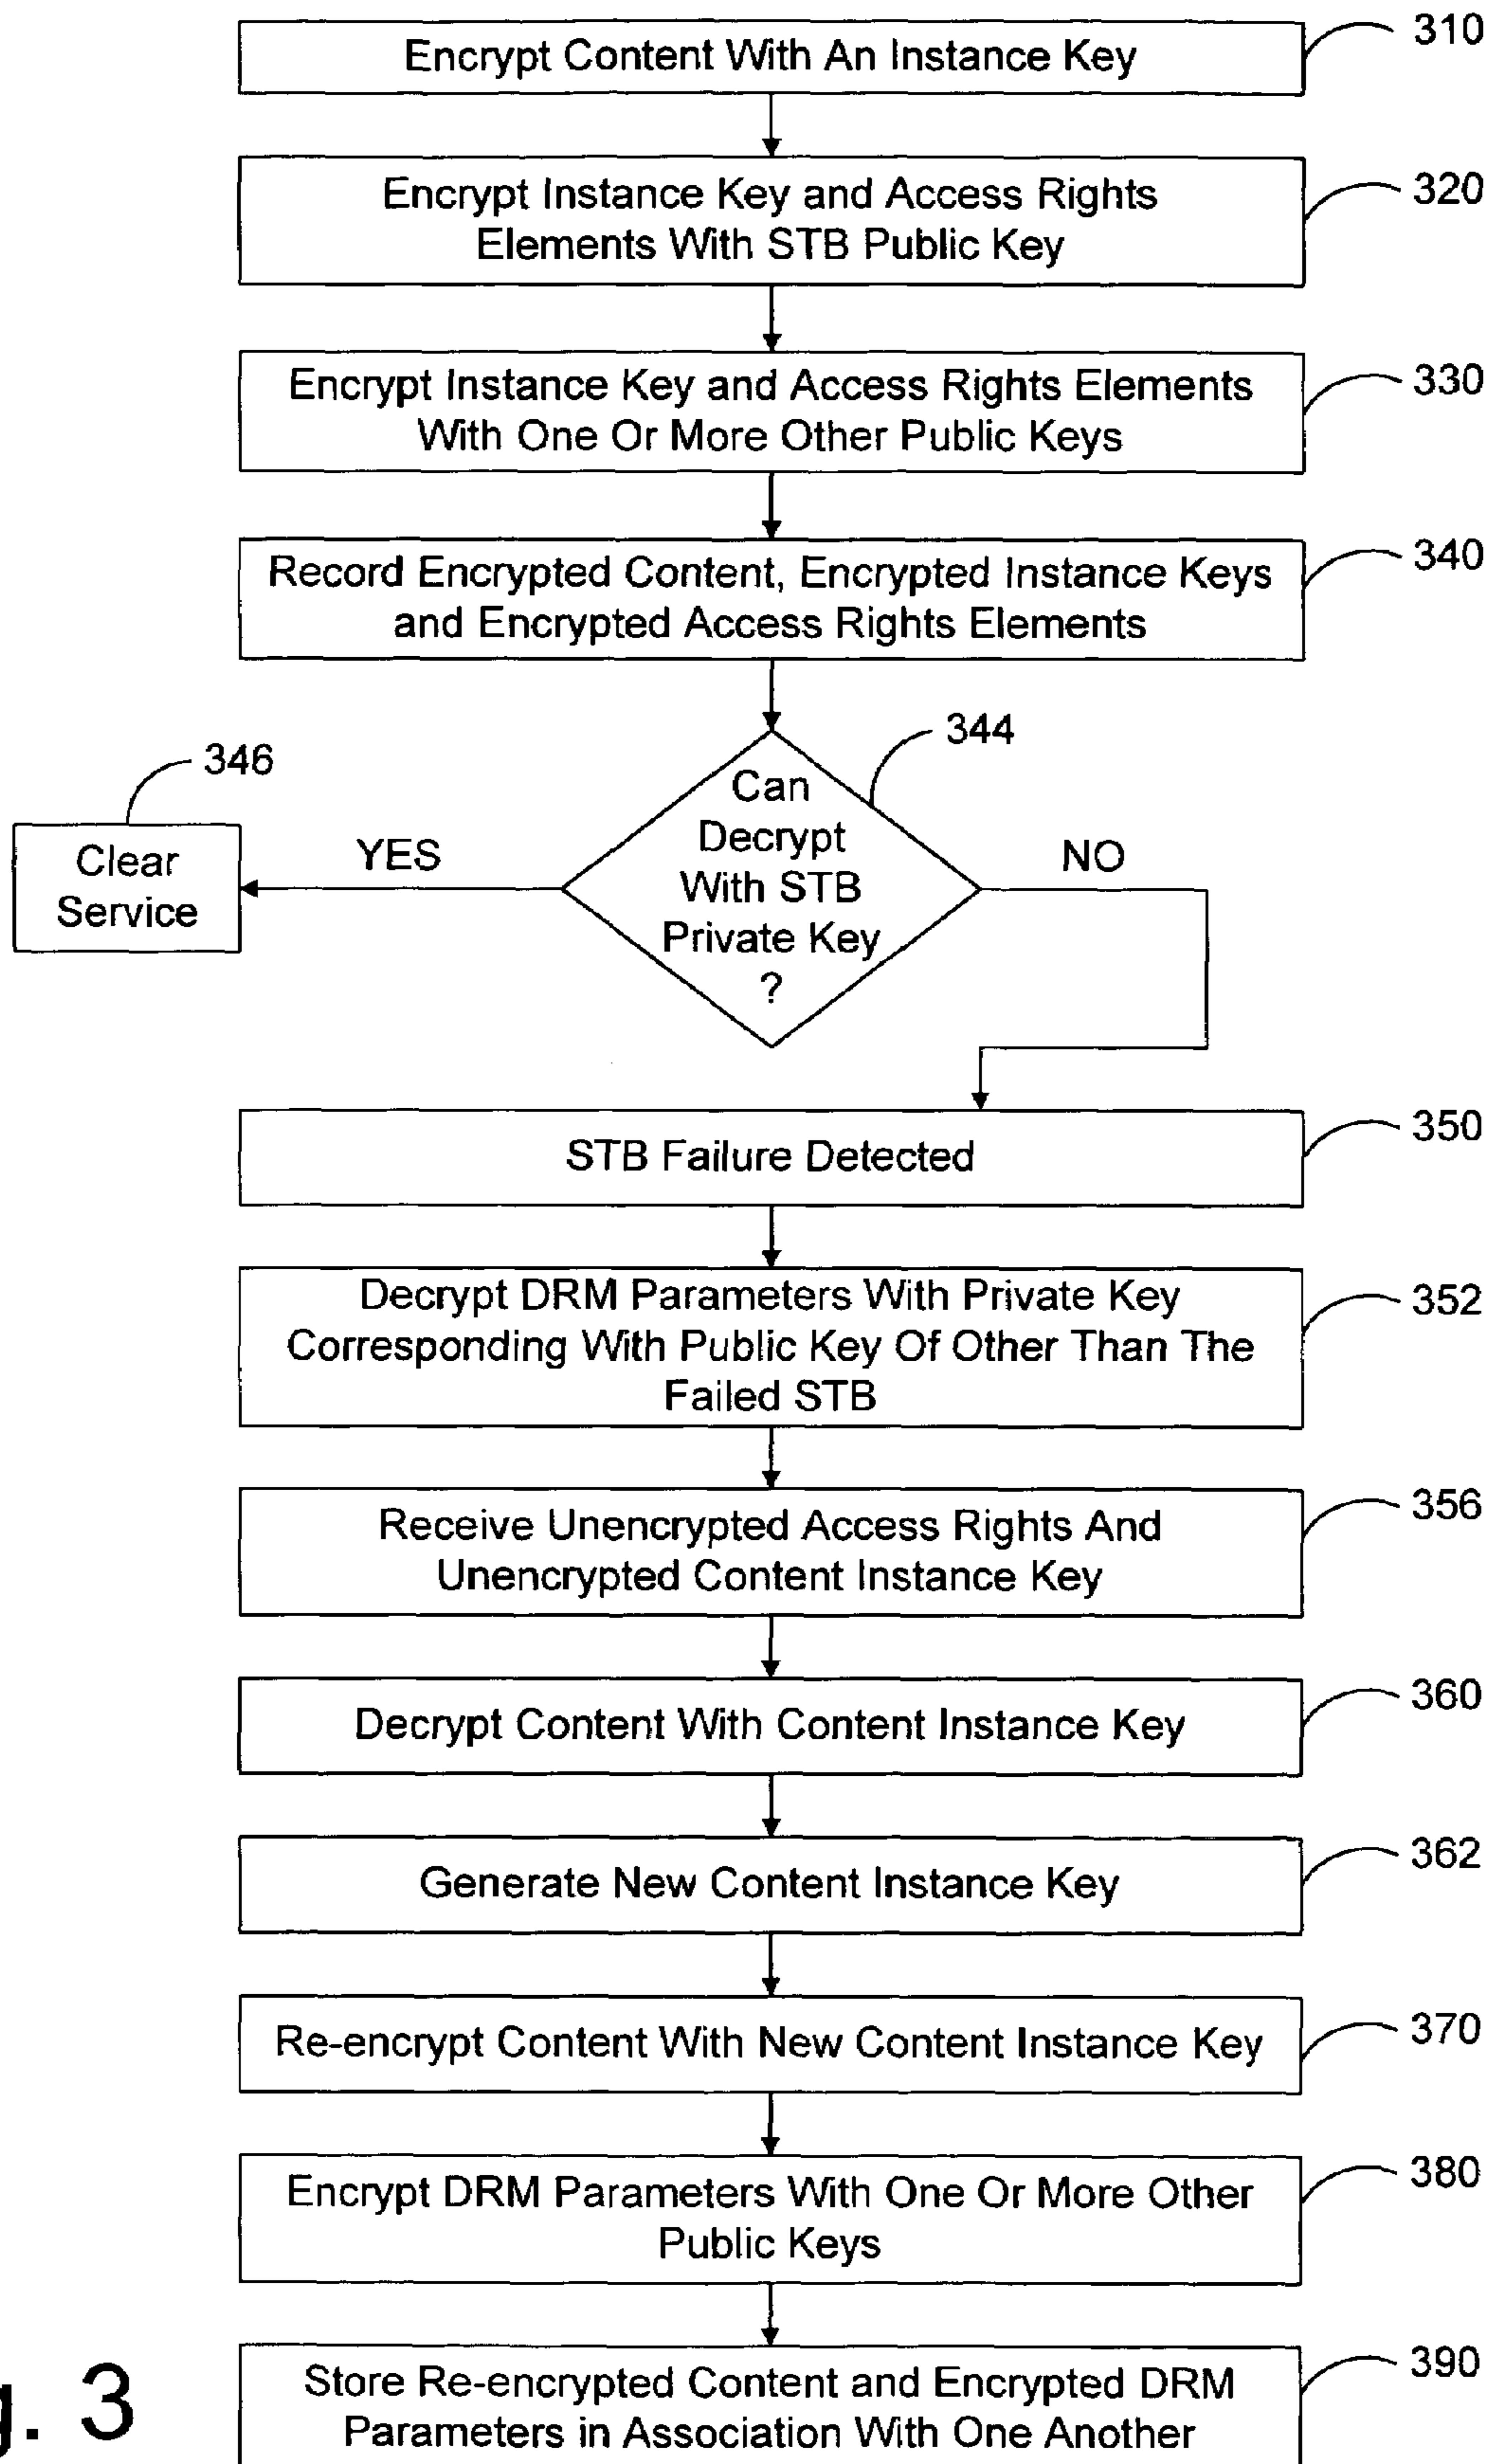 310
Encrypt Content With An Instance Key
320
Encrypt Instance Key and Access Rights
Elements With STB Public Key
330
Encrypt Instance Key and Access Rights Elements
With One Or More Other Public Keys
340
Record Encrypted Content, Encrypted Instance Keys
and Encrypted Access Rights Elements
344
346
Can
Decrypt
With STB
Private Key
?
YES
NO
Clear
Service
350
STB Failure Detected
352
Decrypt DRM Parameters With Private Key
Corresponding With Public Key Of Other Than The
Failed STB
356
Receive Unencrypted Access Rights And
Unencrypted Content Instance Key
360
Decrypt Content With Content Instance Key
362
Generate New Content Instance Key
370
Re-encrypt Content With New Content Instance Key
380
Encrypt DRM Parameters With One Or More Other
Public Keys
390
Store Re-encrypted Content and Encrypted DRM
Parameters in Association With One Another
g. 3